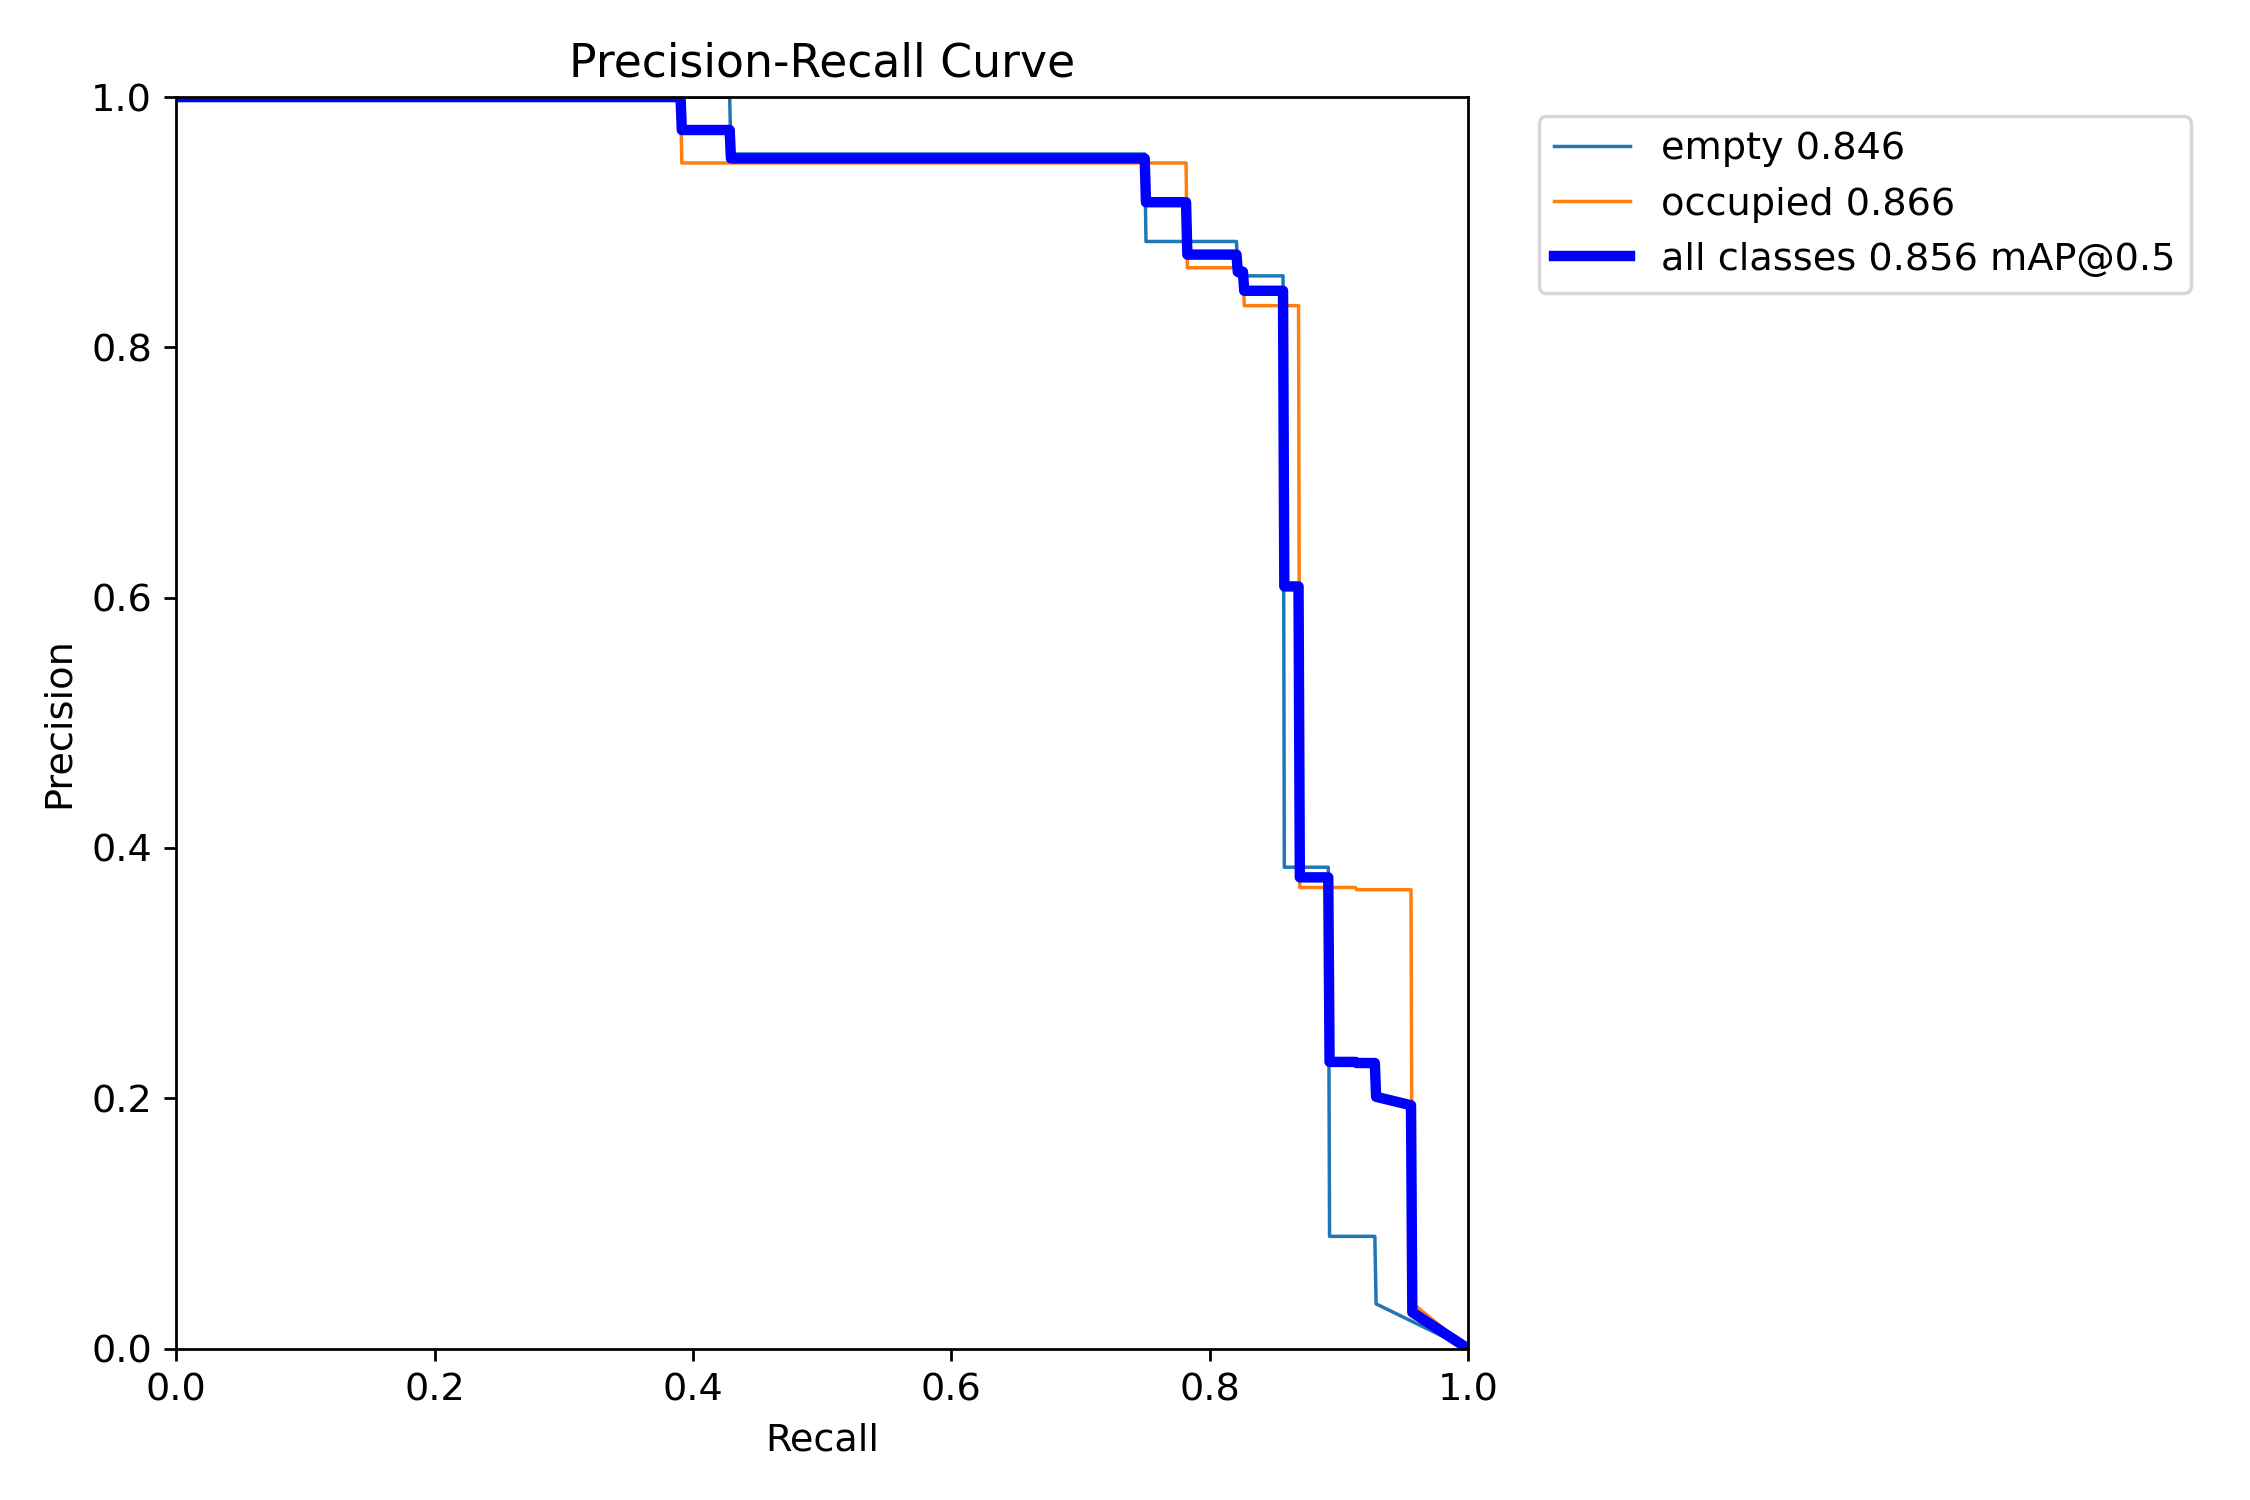 Precision-Recall Curve
1.0
0.8
0.6
0.4
0.2
0.0
Precision
0.0 0.2 0.4 0.6 0.8 1.0
Recall
empty 0.846
occupied 0.866
all classes 0.856 mAP@0.5